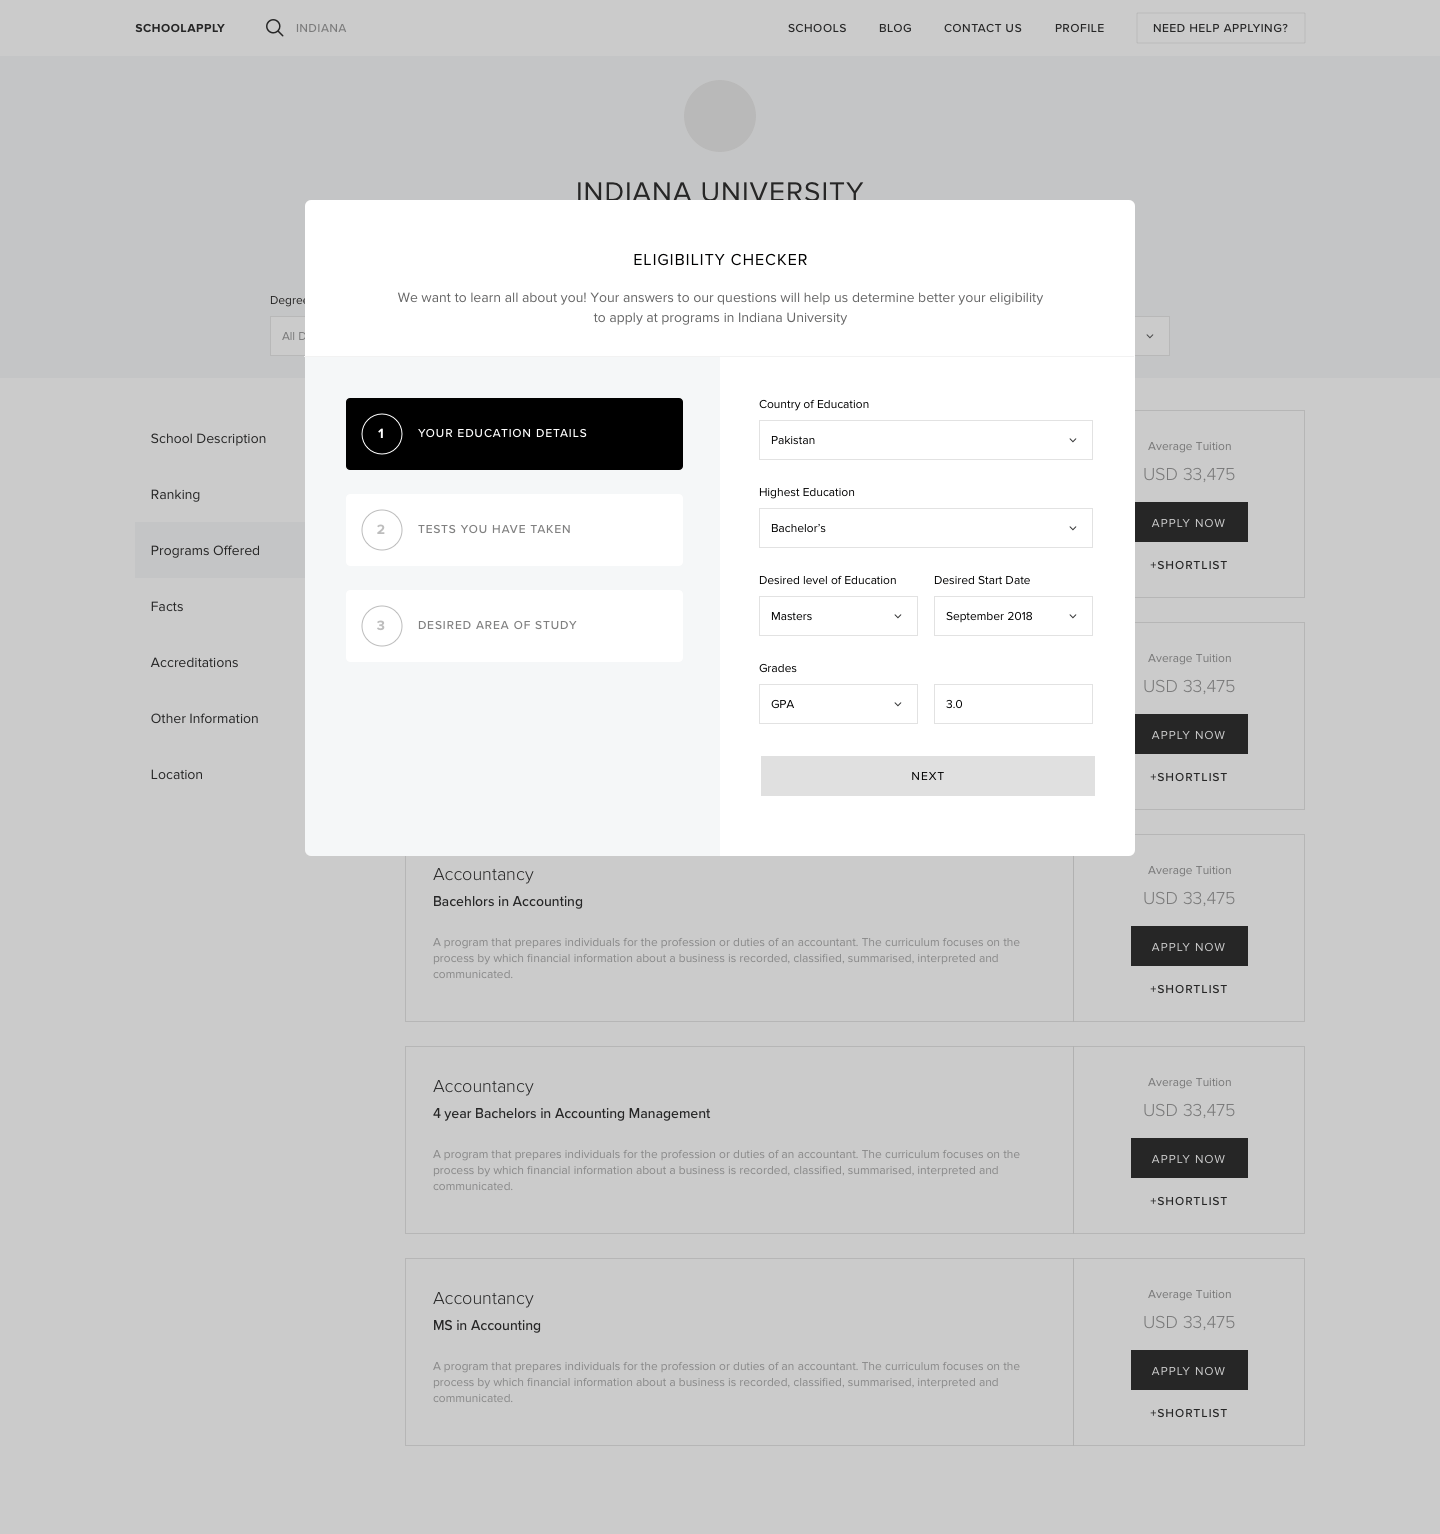 SCHOOLAPPLY
INDIANA
SCHOOLS
BLOG
CONTACT US
PROFILE
NEED HELP APPLYING?
INDIANA UNIVERSITY
ELIGIBILITY CHECKER
We want to learn all about you! Your answers to our questions will help us determine better your eligibility
to apply at programs in Indiana University
Degree
All D
School Description
Ranking
Programs Offered
Facts
Accreditations
Other Information
Location
1
YOUR EDUCATION DETAILS
2
TESTS YOU HAVE TAKEN
3
DESIRED AREA OF STUDY
Country of Education
Pakistan
Highest Education
Bachelor's
Desired level of Education
Desired Start Date
Masters
September 2018
Grades
GPA
3.0
NEXT
Average Tuition
USD 33,475
APPLY NOW
+SHORTLIST
Average Tuition
USD 33,475
APPLY NOW
+SHORTLIST
Accountancy
Bacehlors in Accounting
A program that prepares individuals for the profession or duties of an accountant. The curriculum focuses on the
process by which financial information about a business is recorded, classified, summarised, interpreted and
communicated.
Average Tuition
USD 33,475
APPLY NOW
+SHORTLIST
Accountancy
4 year Bachelors in Accounting Management
A program that prepares individuals for the profession or duties of an accountant. The curriculum focuses on the
process by which financial information about a business is recorded, classified, summarised, interpreted and
communicated.
Average Tuition
USD 33,475
APPLY NOW
+SHORTLIST
Accountancy
MS in Accounting
A program that prepares individuals for the profession or duties of an accountant. The curriculum focuses on the
process by which financial information about a business is recorded, classified, summarised, interpreted and
communicated.
Average Tuition
USD 33,475
APPLY NOW
+SHORTLIST